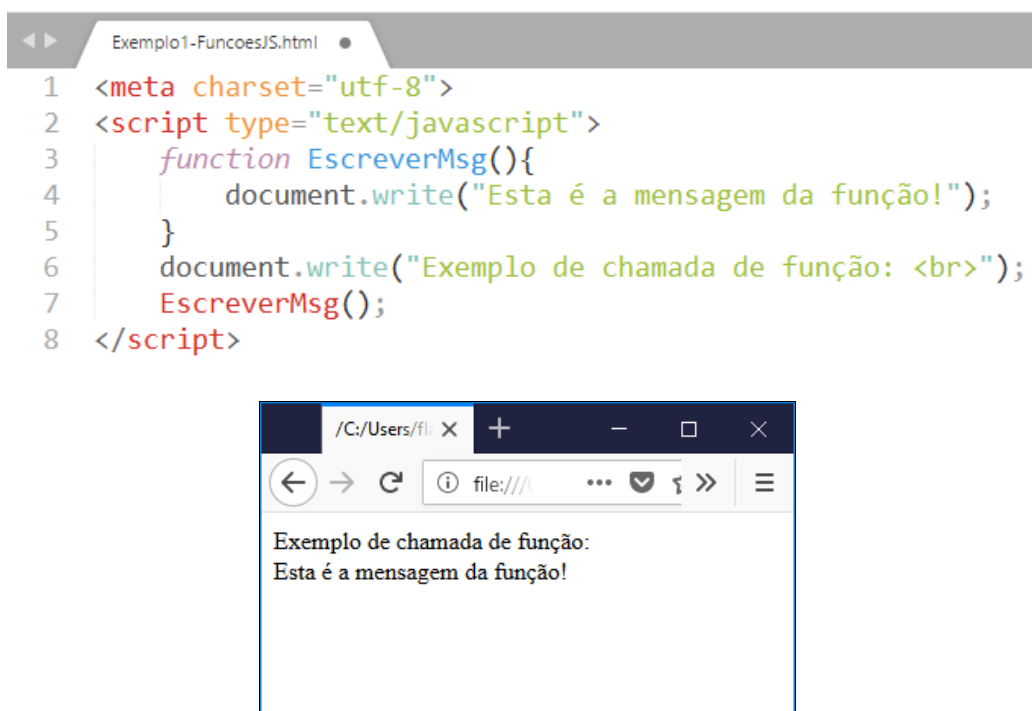 Exemplo1-FuncoesJS.html
1 <meta charset="utf-8">
2 <script type="text/javascript">
3 function EscreverMsg(){
4 document.write("Esta é a mensagem da função!");
5 }
6 document.write("Exemplo de chamada de função: <br>");
7 EscreverMsg();
8 </script>
/C:/Users/fl
file:///
Exemplo de chamada de função:
Esta é a mensagem da função!